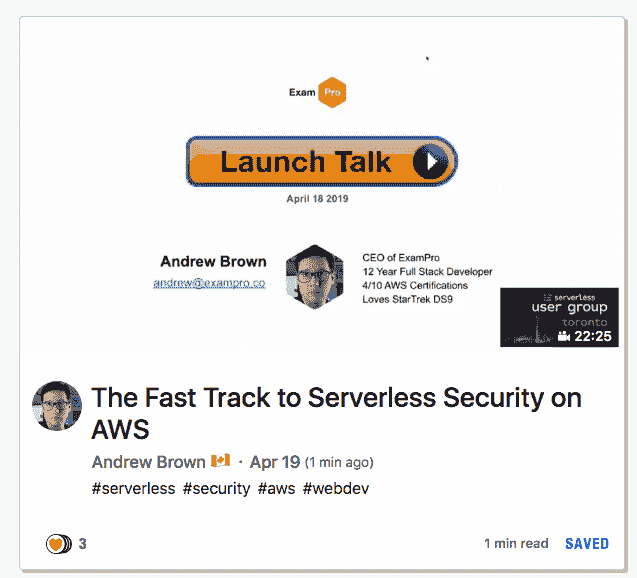 Exam Pro
Launch Talk
April 18 2019
Andrew Brown
andrew@exampro.co
CEO of ExamPro
12 Year Full Stack Developer
4/10 AWS Certifications
Loves StarTrek DS9
serverless
user group
toronto
22:25
The Fast Track to Serverless Security on
AWS
Andrew Brown · Apr 19 (1 min ago)
#serverless #security #aws #webdev
3
1 min read SAVED